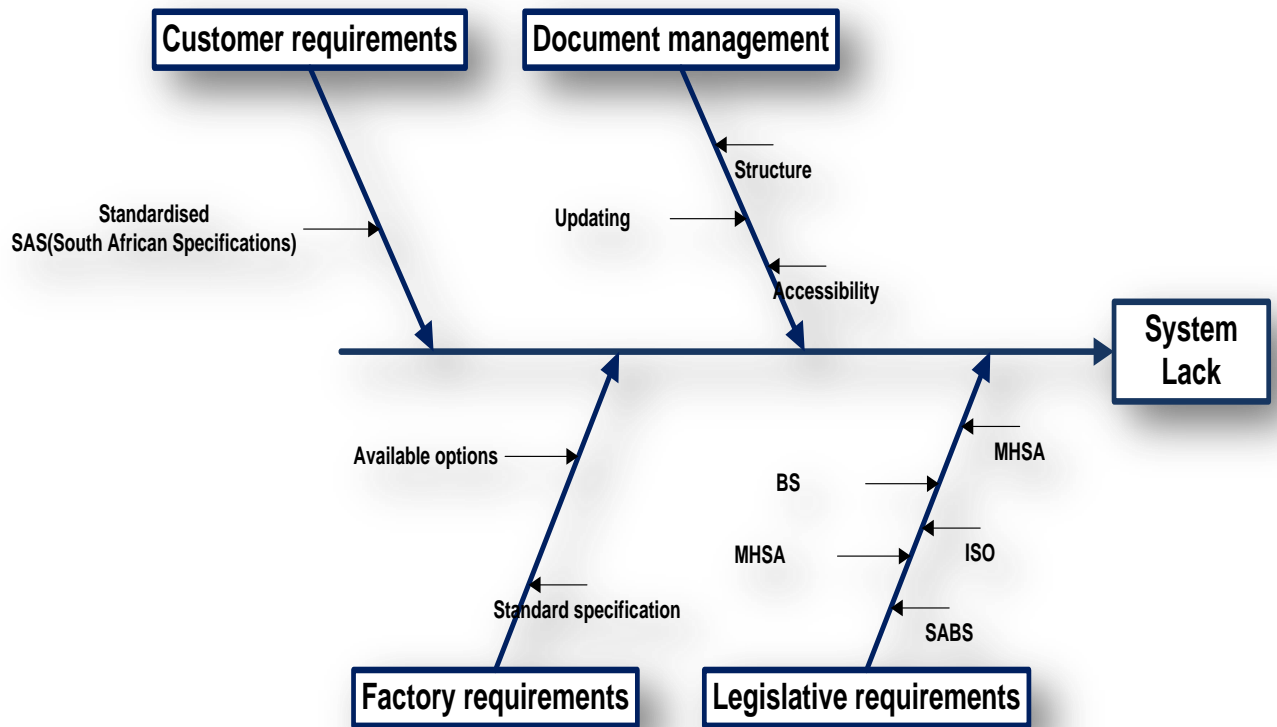 Customer requirements
Document management
Structure
Updating
Accessibility
Standardised
SAS(South African Specifications)
System
Lack
Available options
Standard specification
MHSA
BS
ISO
MHSA
SABS
Factory requirements
Legislative requirements